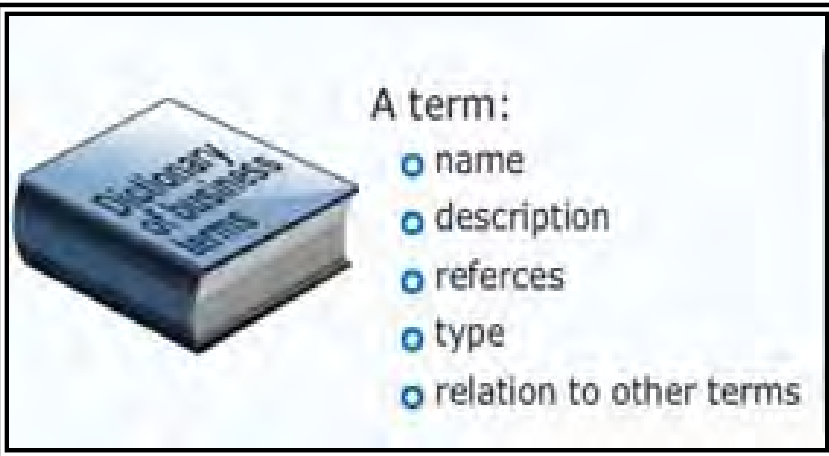 Dictionary
of business
terms
A term:
name
description
referces
type
relation to other terms